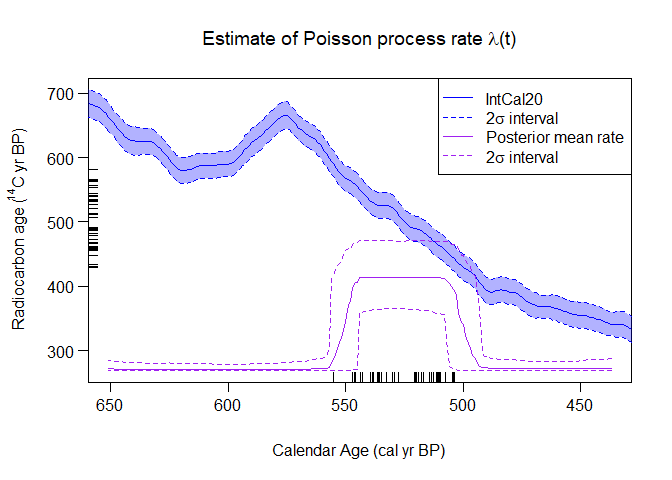 Estimate of Poisson process rate λ(t)
IntCal20
2σ interval
Posterior mean rate
2σ interval
Radiocarbon age (¹⁴C yr BP)
700
600
500
400
300
650 600 550 500 450
Calendar Age (cal yr BP)